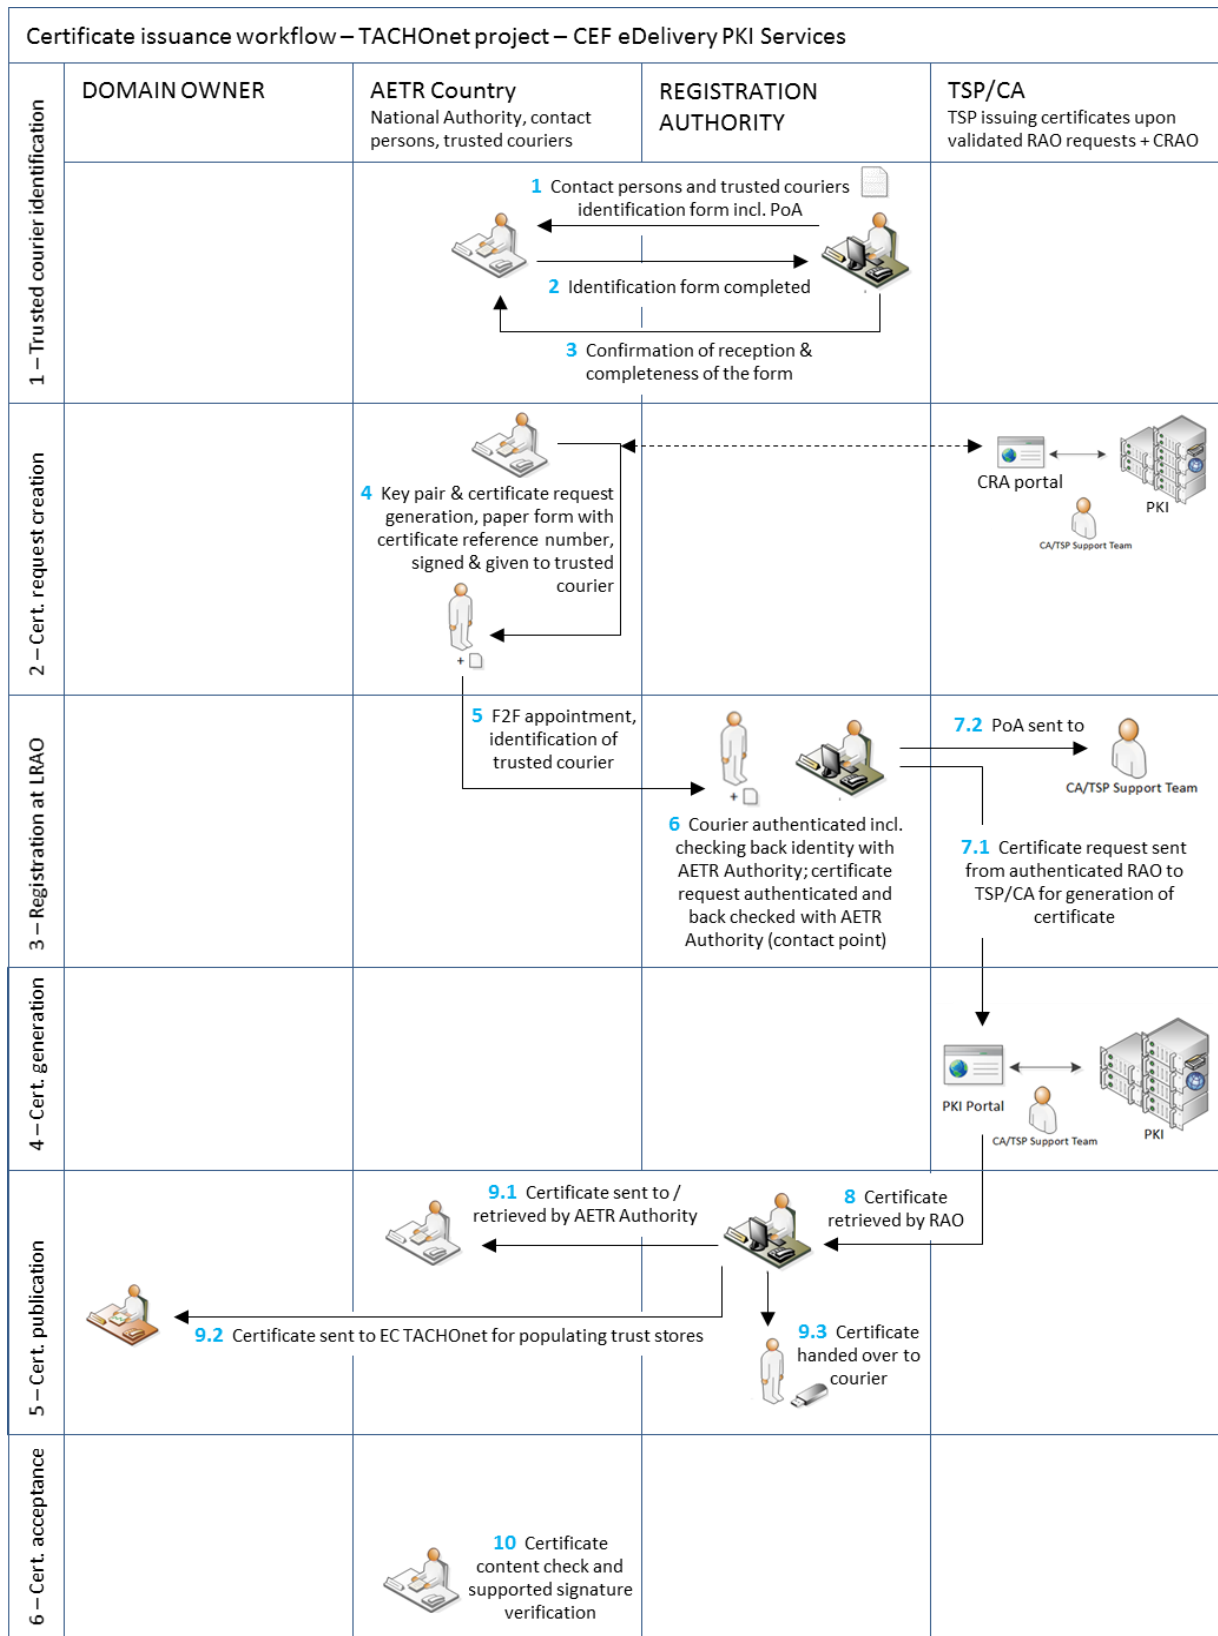 Certificate issuance workflow – TACHOnet project – CEF eDelivery PKI Services
DOMAIN OWNER
AETR Country
National Authority, contact
persons, trusted couriers
REGISTRATION
AUTHORITY
TSP/CA
TSP issuing certificates upon
validated RAO requests + CRAO
1 – Trusted courier identification
1 Contact persons and trusted couriers
identification form incl. PoA
2 Identification form completed
3 Confirmation of reception &
completeness of the form
2 – Cert. request creation
4 Key pair & certificate request
generation, paper form with
certificate reference number,
signed & given to trusted
courier
+
CRA portal
PKI
CA/TSP Support Team
3 – Registration at LRAO
5 F2F appointment,
identification of
trusted courier
+
6 Courier authenticated incl.
checking back identity with
AETR Authority; certificate
request authenticated and
back checked with AETR
Authority (contact point)
7.2 PoA sent to
CA/TSP Support Team
7.1 Certificate request sent
from authenticated RAO to
TSP/CA for generation of
certificate
4 – Cert. generation
PKI Portal
CA/TSP Support Team
PKI
5 – Cert. publication
9.1 Certificate sent to /
retrieved by AETR Authority
8 Certificate
retrieved by RAO
9.2 Certificate sent to EC TACHOnet for populating trust stores
9.3 Certificate
handed over to
courier
6 – Cert. acceptance
10 Certificate
content check and
supported signature
verification